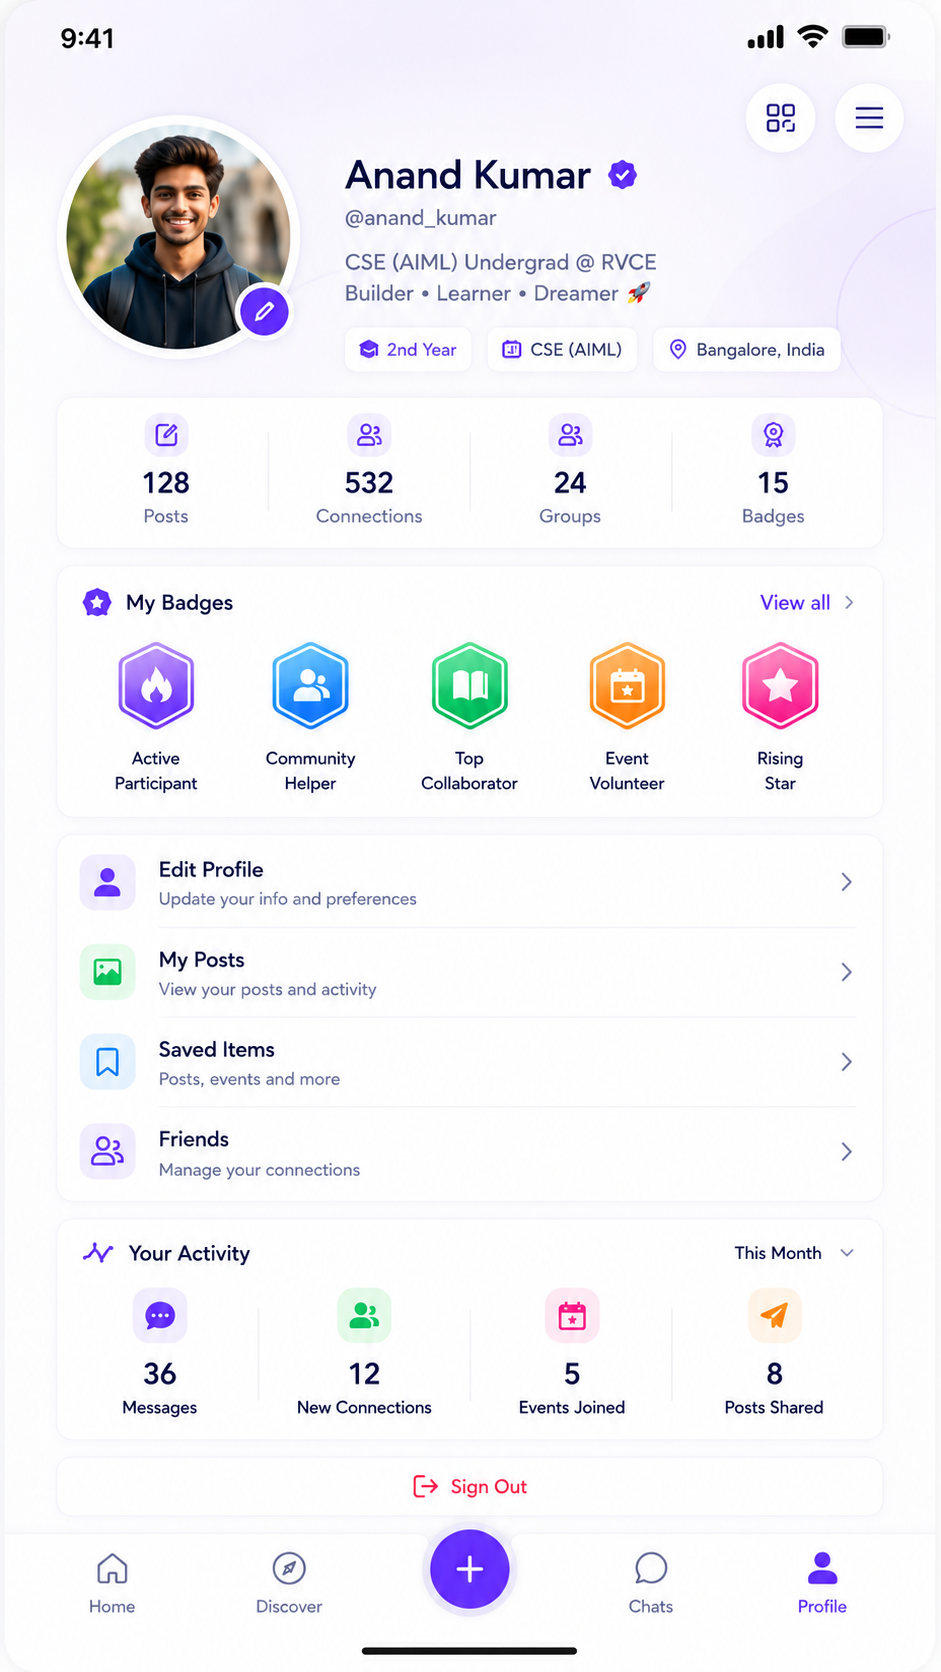 9:41
Anand Kumar
@anand_kumar
CSE (AIML) Undergrad @ RVCE
Builder • Learner • Dreamer 🚀
2nd Year
CSE (AIML)
Bangalore, India
128
Posts
532
Connections
24
Groups
15
Badges
My Badges
View all
Active
Participant
Community
Helper
Top
Collaborator
Event
Volunteer
Rising
Star
Edit Profile
Update your info and preferences
My Posts
View your posts and activity
Saved Items
Posts, events and more
Friends
Manage your connections
Your Activity
This Month
36
Messages
12
New Connections
5
Events Joined
8
Posts Shared
Sign Out
Home
Discover
Chats
Profile